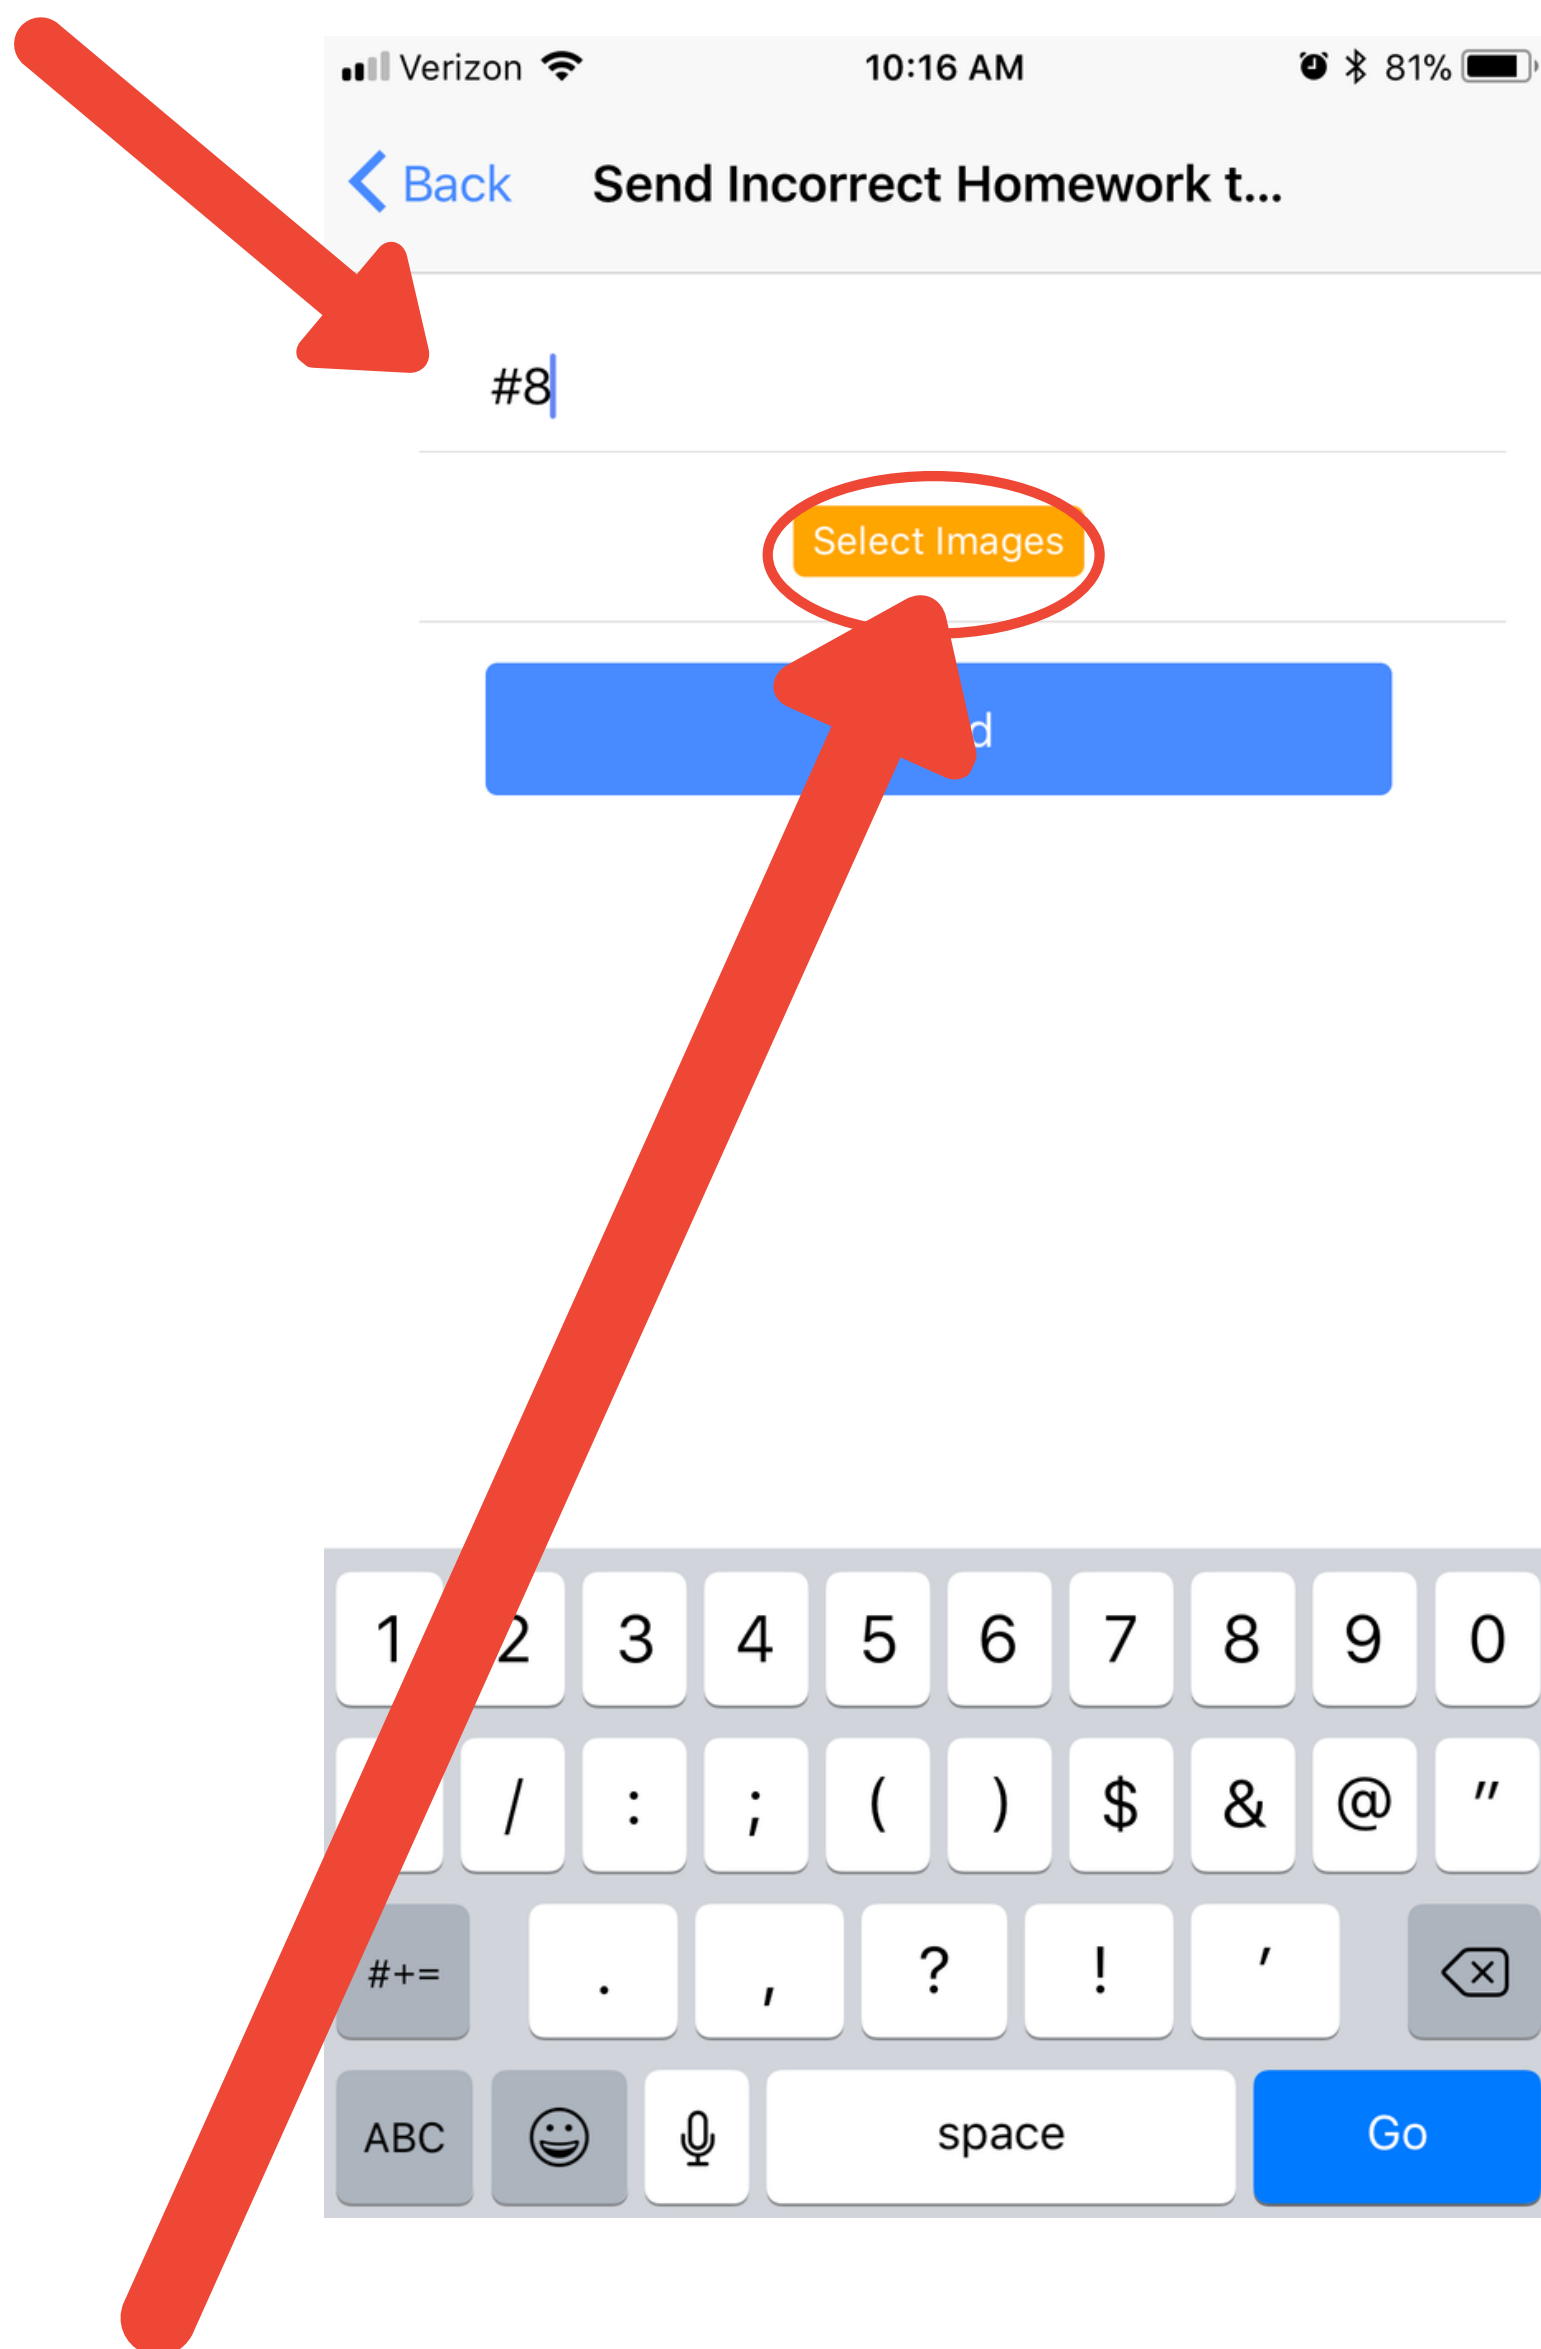 Verizon 10:16 AM 81%
Back Send Incorrect Homework t...
#8
Select Images
1 2 3 4 5 6 7 8 9 0
/ : ; ( ) $ & @ "
#+= . , ? ! '
ABC space Go